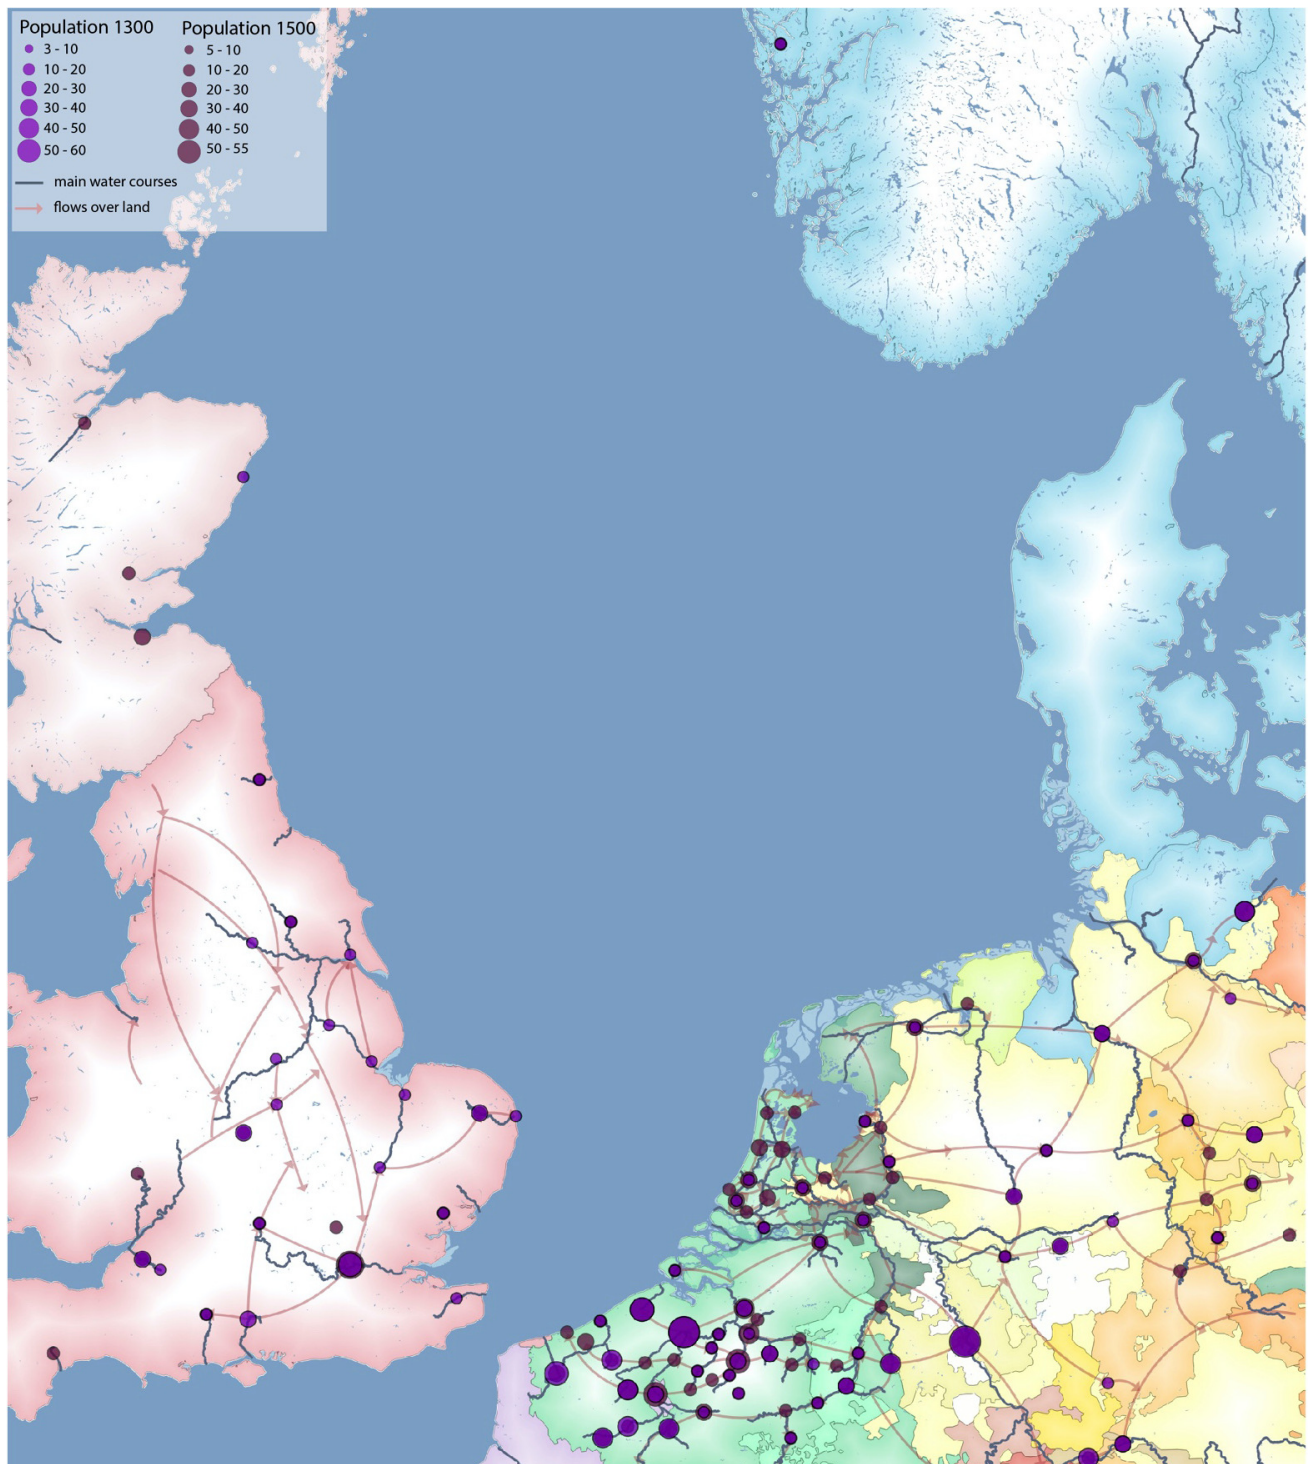 Population 1300
3 - 10
10 - 20
20 - 30
30 - 40
40 - 50
50 - 60
Population 1500
5 - 10
10 - 20
20 - 30
30 - 40
40 - 50
50 - 55
main water courses
flows over land